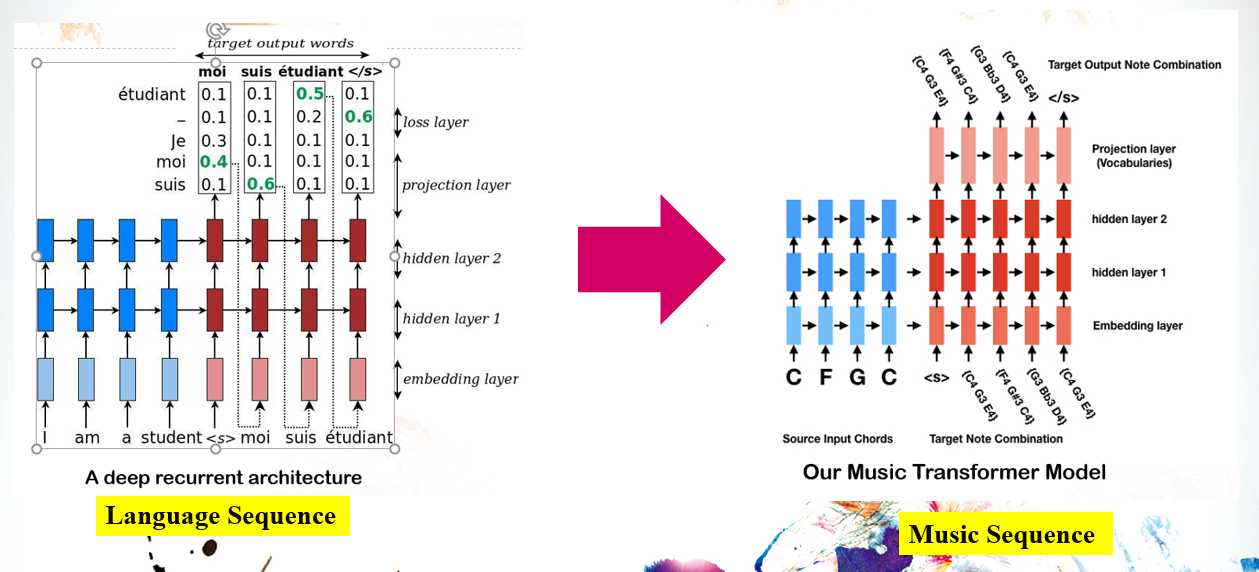 target output words
moi suis étudiant </s>
étudiant 0.1 0.1 0.5 0.1
– 0.1 0.1 0.2 0.6
Je 0.3 0.1 0.1 0.1
moi 0.4 0.1 0.1 0.1
suis 0.1 0.6 0.1 0.1
loss layer
projection layer
hidden layer 2
hidden layer 1
embedding layer
I am a student <s> moi suis étudiant
A deep recurrent architecture
Language Sequence
{C4 G3 E4} {F4 G#3 C4} {G3 Bb3 D4} {C4 G3 E4} </s>
Target Output Note Combination
Projection layer
(Vocabularies)
hidden layer 2
hidden layer 1
Embedding layer
C F G C <s> {C4 G3 E4} {F4 G#3 C4} {G3 Bb3 D4} {C4 G3 E4}
Source Input Chords
Target Note Combination
Our Music Transformer Model
Music Sequence